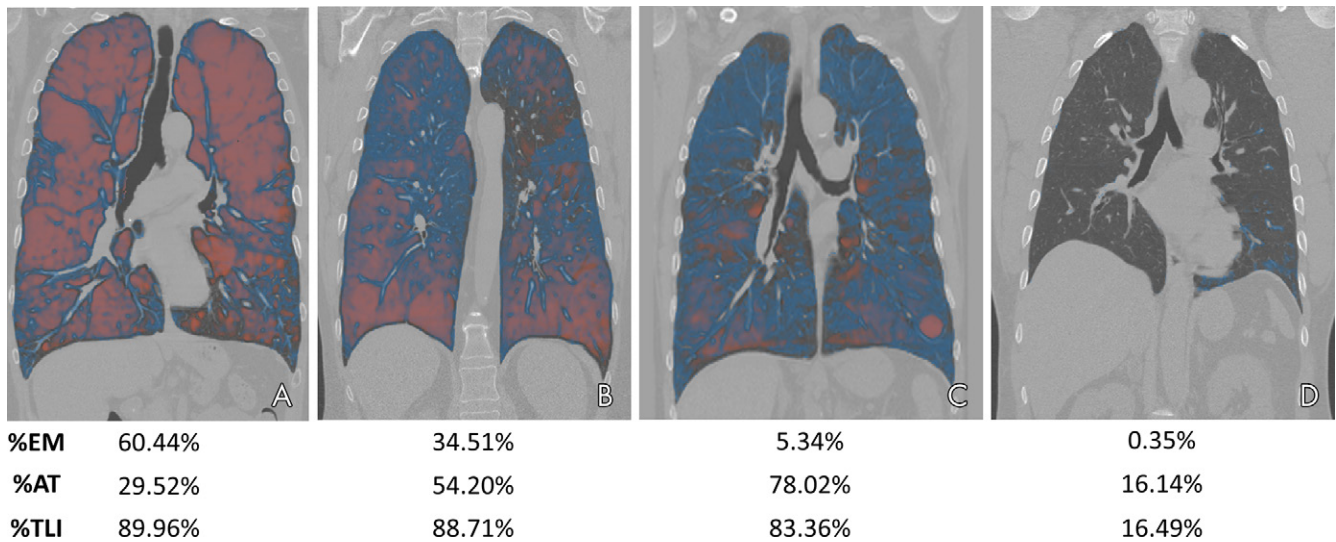 A B C D
%EM 60.44% 34.51% 5.34% 0.35%
%AT 29.52% 54.20% 78.02% 16.14%
%TLI 89.96% 88.71% 83.36% 16.49%